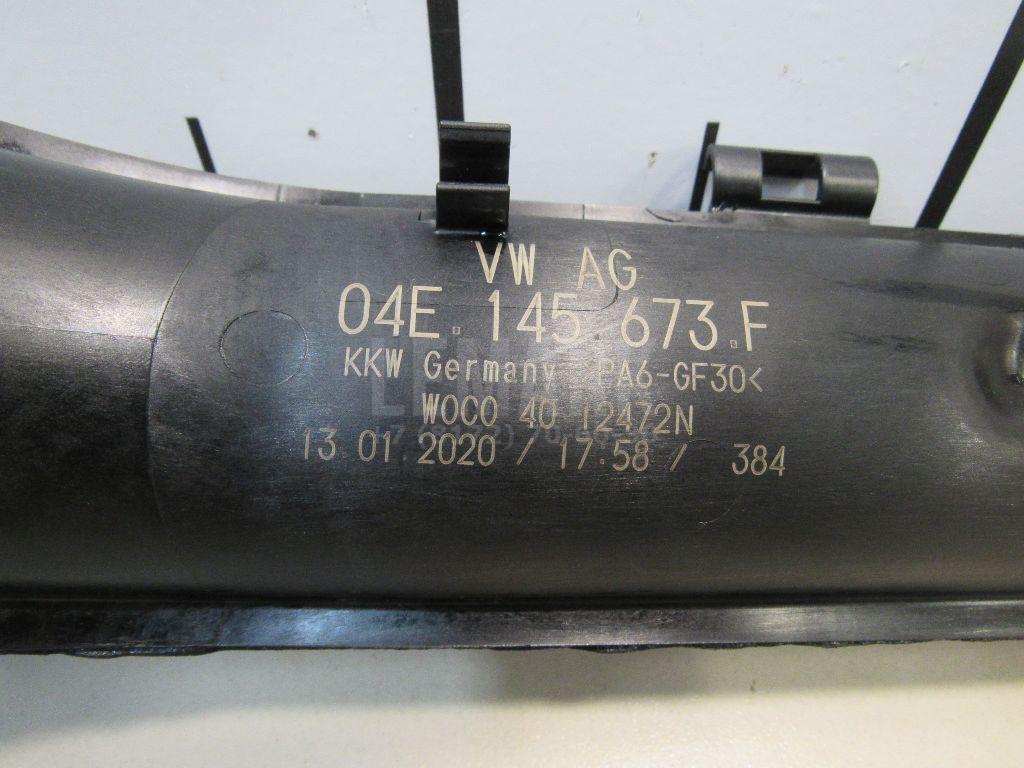 VW AG
04E.145.673.F
KKW Germany >PA6-GF30<
WOCO 40 12472N
13.01.2020 / 17:58 / 384